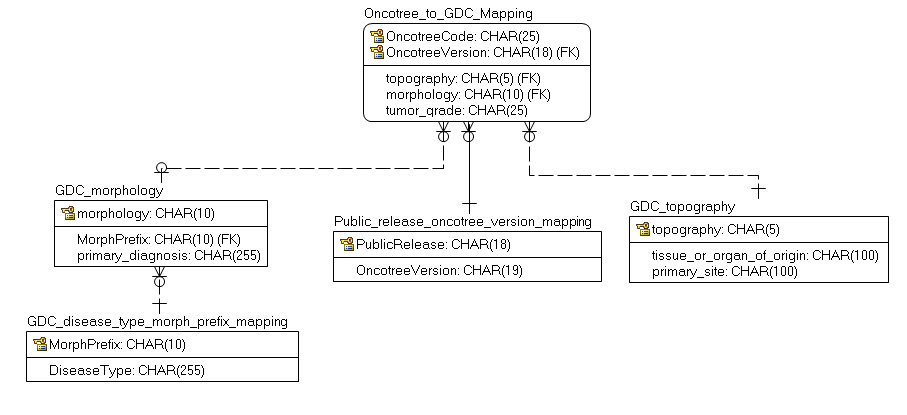 Oncotree_to_GDC_Mapping
OncotreeCode: CHAR(25)
OncotreeVersion: CHAR(18) (FK)
topography: CHAR(5) (FK)
morphology: CHAR(10) (FK)
tumor_grade: CHAR(25)
GDC_morphology
morphology: CHAR(10)
MorphPrefix: CHAR(10) (FK)
primary_diagnosis: CHAR(255)
Public_release_oncotree_version_mapping
PublicRelease: CHAR(18)
OncotreeVersion: CHAR(19)
GDC_topography
topography: CHAR(5)
tissue_or_organ_of_origin: CHAR(100)
primary_site: CHAR(100)
GDC_disease_type_morph_prefix_mapping
MorphPrefix: CHAR(10)
DiseaseType: CHAR(255)